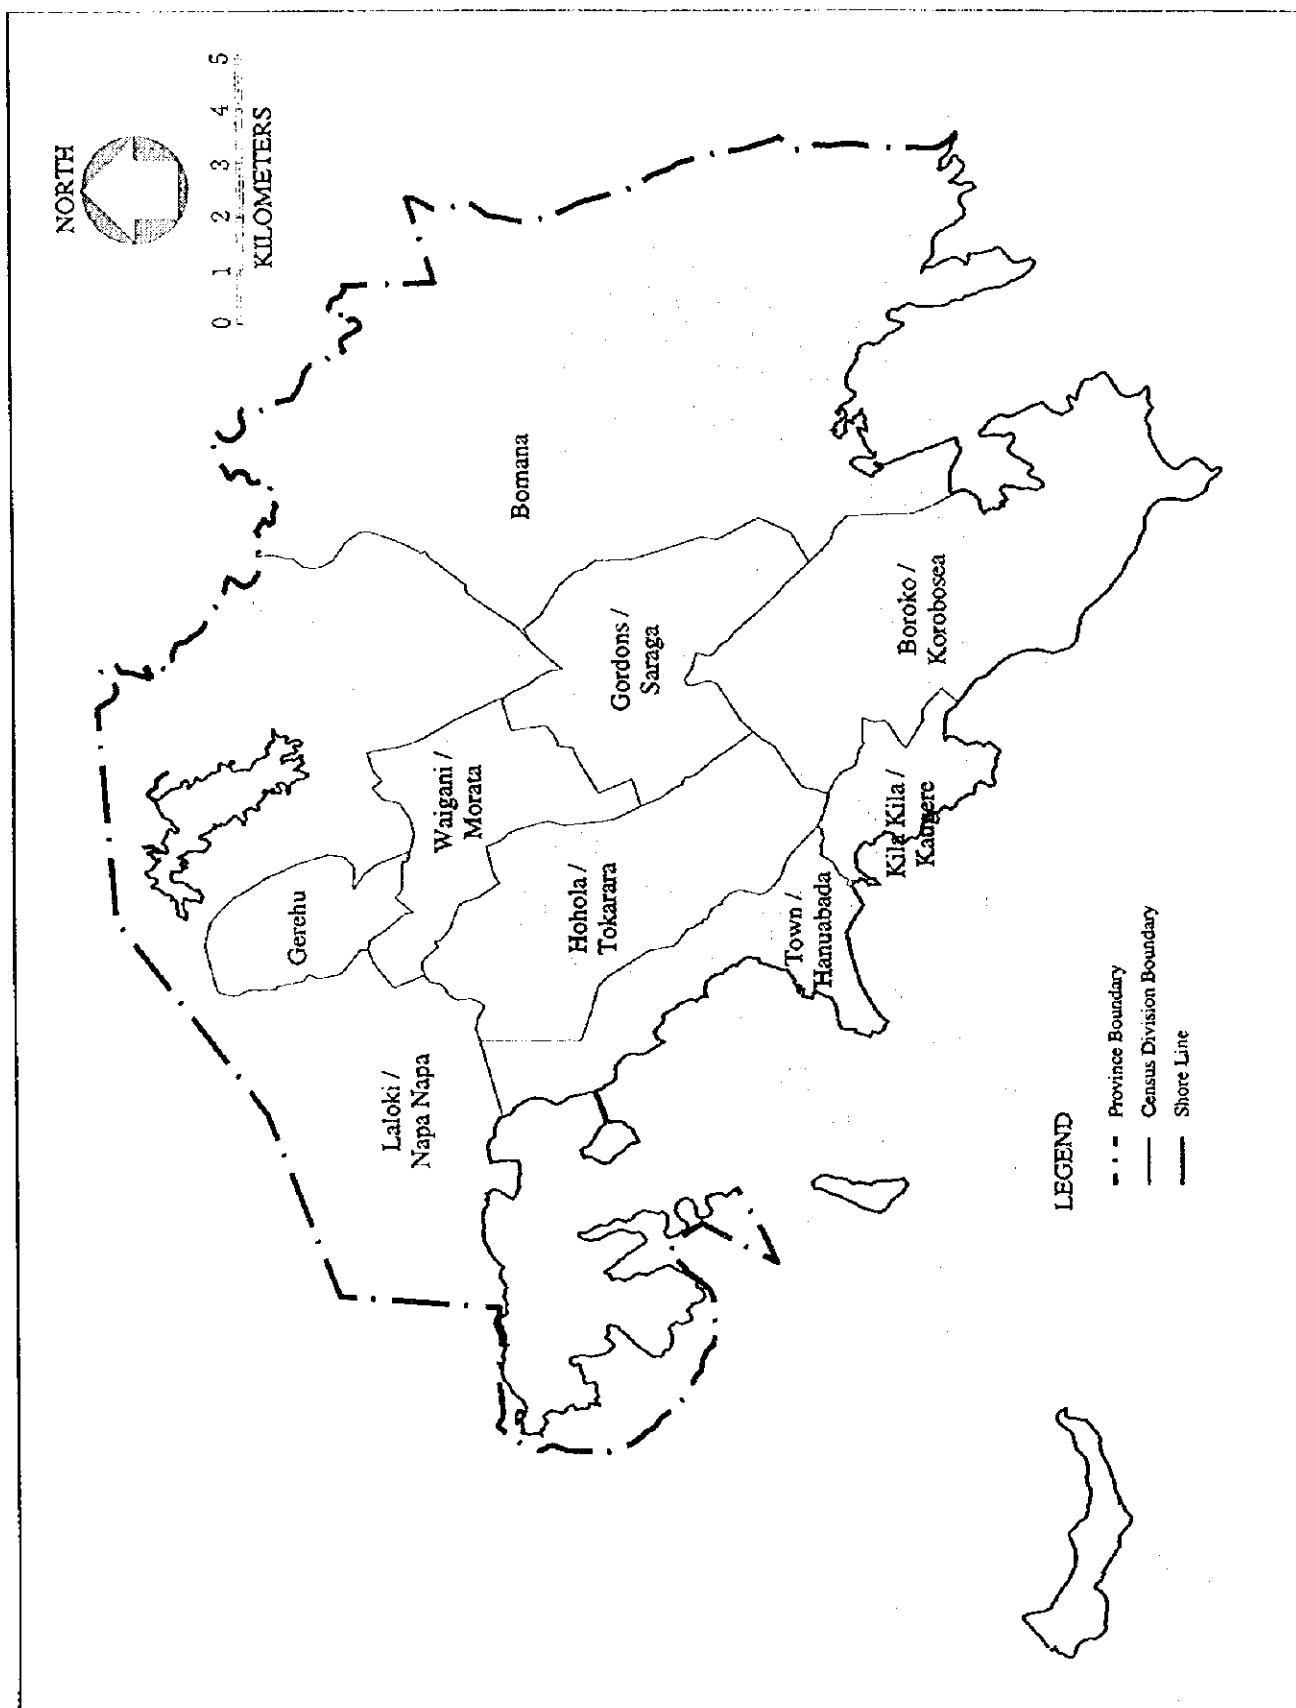 NORTH
0 1 2 3 4 5
KILOMETERS
Bomana
Gerehu
Waigani /
Morata
Gordons /
Saraga
Laloki /
Napa Napa
Hohola /
Tokarara
Boroko /
Korobosea
Town /
Hanuabada
Kila Kila /
Kaugere
LEGEND
Province Boundary
Census Division Boundary
Shore Line